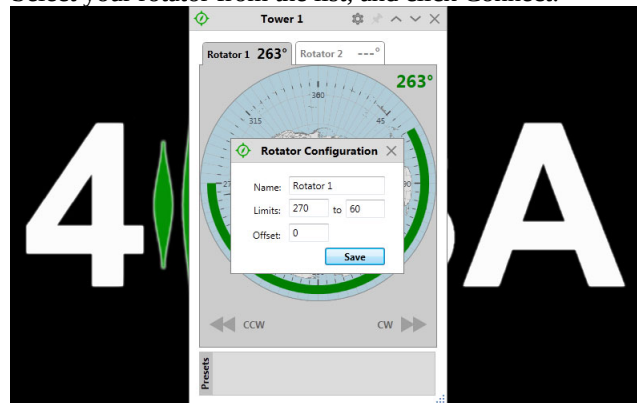 Select your rotator from the list, and click Connect.
Tower 1
Rotator 1 263° Rotator 2 ---°
263°
360
315 45
Rotator Configuration
Name: Rotator 1
Limits: 270 to 60
Offset: 0
Save
CCW CW
Presets
4 A